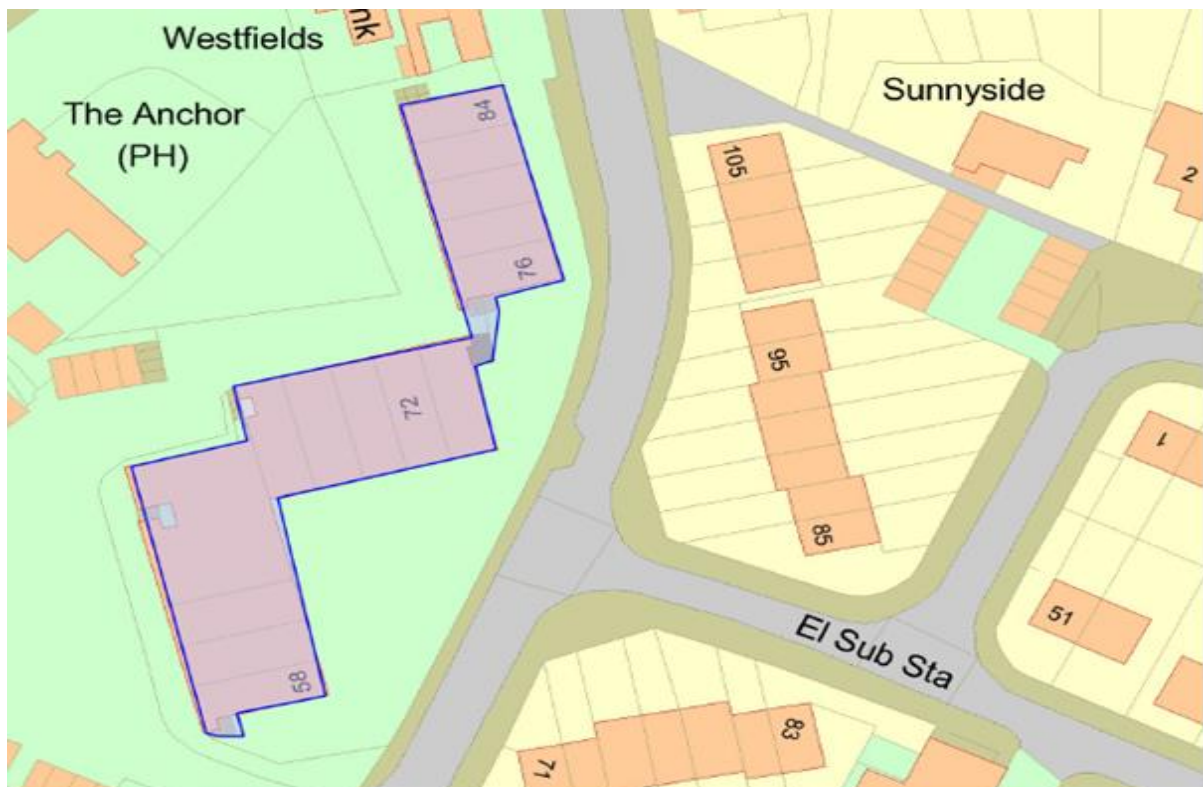 nk
Westfields
The Anchor
(PH)
84
Sunnyside
105
2
76
95
72
1
85
51
El Sub Sta
58
83
71